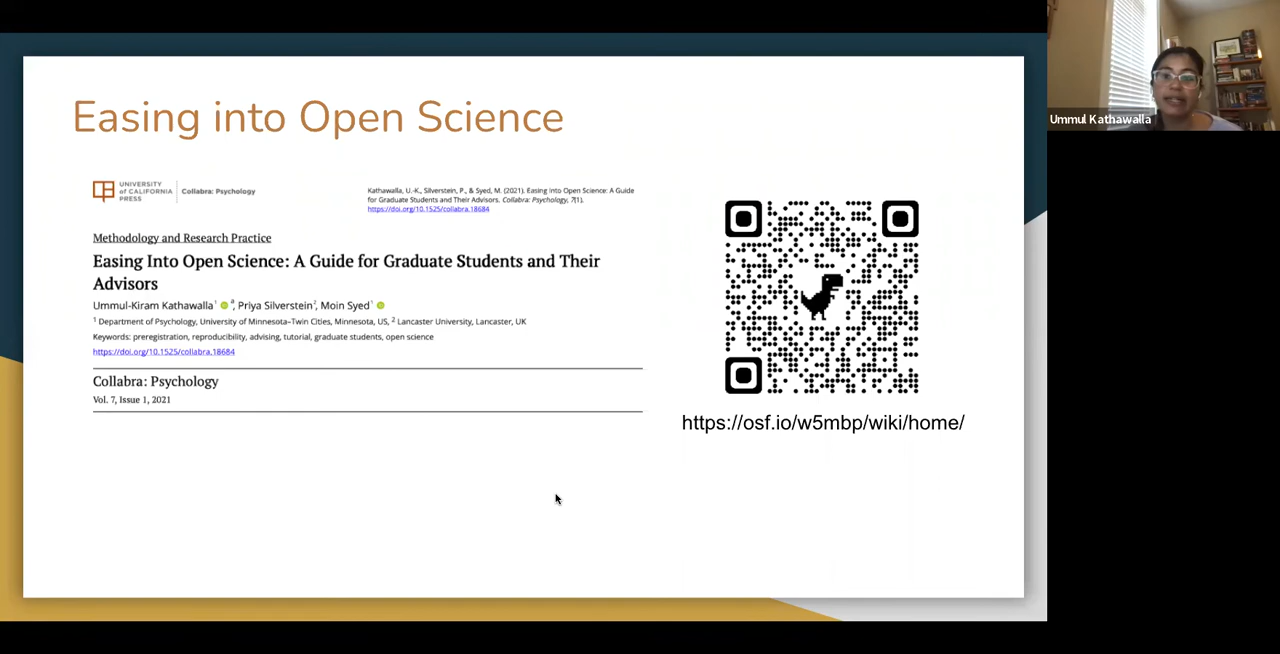 Easing into Open Science
UNIVERSITY
of CALIFORNIA
PRESS
Collabra: Psychology
Kathawalla, U.-K., Silverstein, P., & Syed, M. (2021). Easing Into Open Science: A Guide
for Graduate Students and Their Advisors. Collabra: Psychology, 7(1).
https://doi.org/10.1525/collabra.18684
Methodology and Research Practice
Easing Into Open Science: A Guide for Graduate Students and Their
Advisors
Ummul-Kiram Kathawalla¹ ᵃ, Priya Silverstein², Moin Syed¹
¹ Department of Psychology, University of Minnesota–Twin Cities, Minnesota, US, ² Lancaster University, Lancaster, UK
Keywords: preregistration, reproducibility, advising, tutorial, graduate students, open science
https://doi.org/10.1525/collabra.18684
Collabra: Psychology
Vol. 7, Issue 1, 2021
https://osf.io/w5mbp/wiki/home/
Ummul Kathawalla